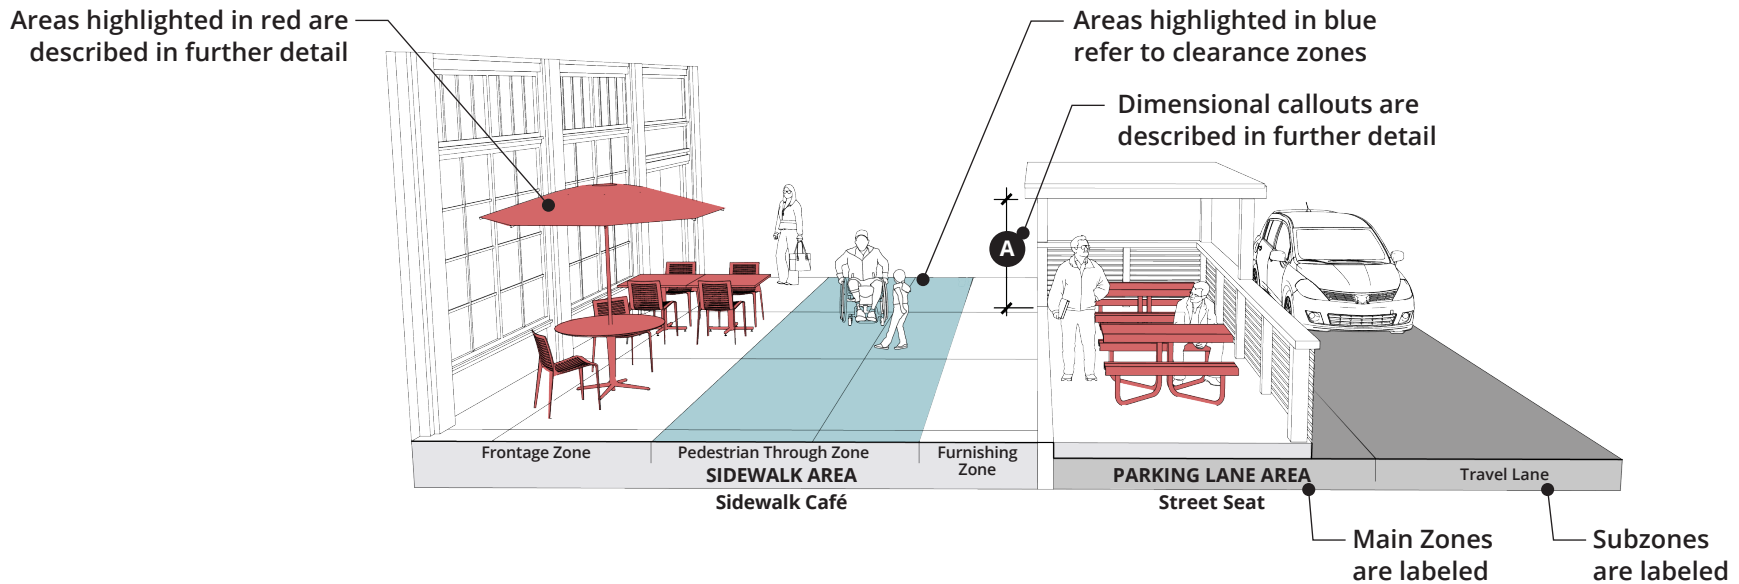 Areas highlighted in red are
described in further detail
Areas highlighted in blue
refer to clearance zones
Dimensional callouts are
described in further detail
A
Frontage Zone
Pedestrian Through Zone
Furnishing
Zone
SIDEWALK AREA
Sidewalk Café
PARKING LANE AREA
Street Seat
Travel Lane
Main Zones
are labeled
Subzones
are labeled